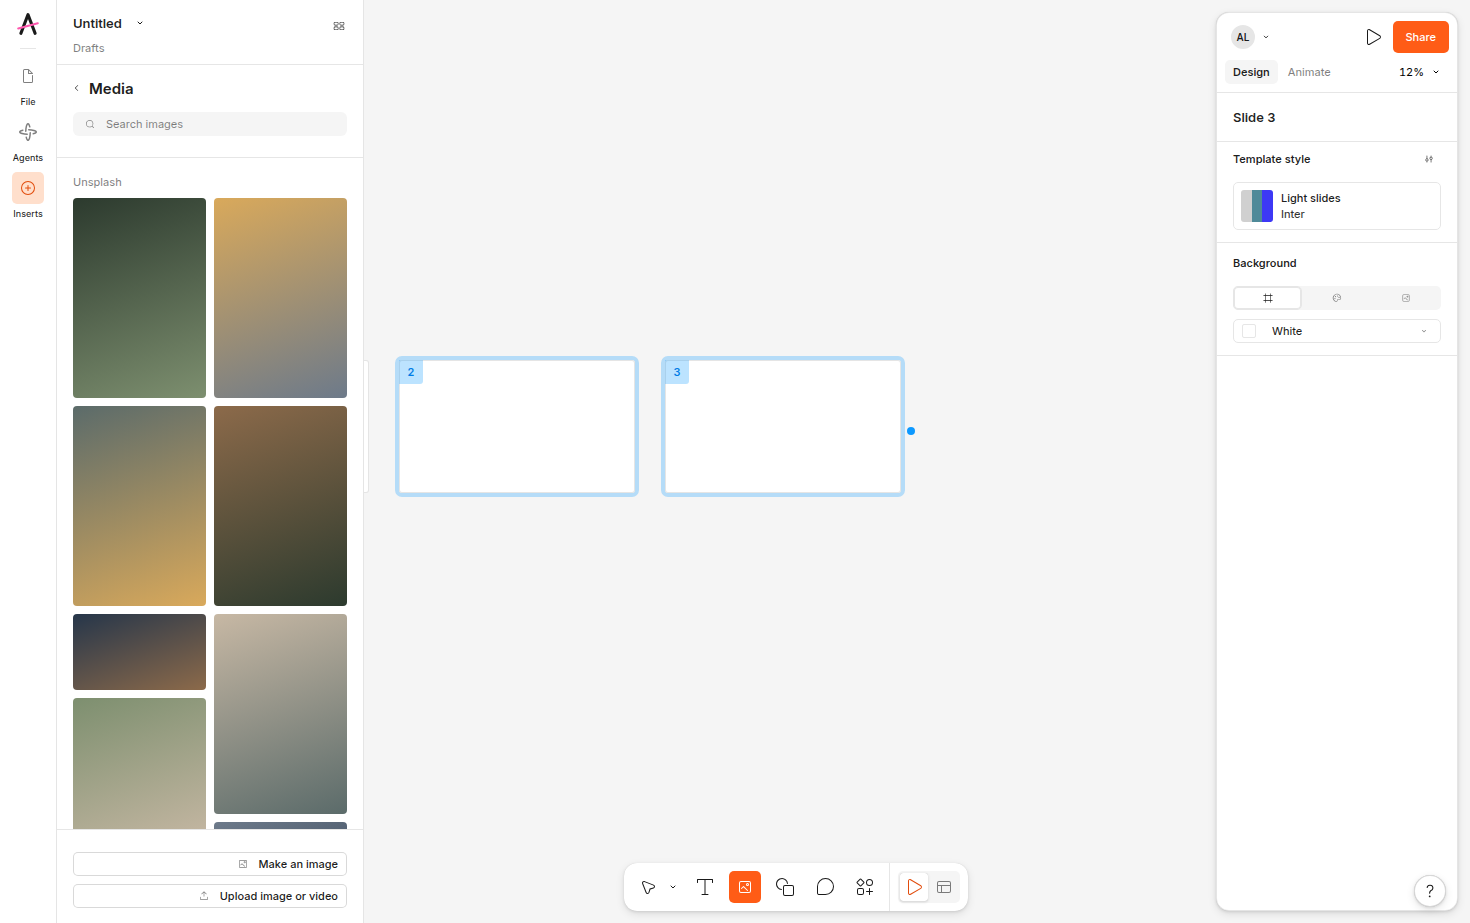 Untitled
Drafts
File
Agents
Inserts
Media
Search images
Unsplash
Make an image
Upload image or video
2
3
AL
Share
Design
Animate
12%
Slide 3
Template style
Light slides
Inter
Background
White
?